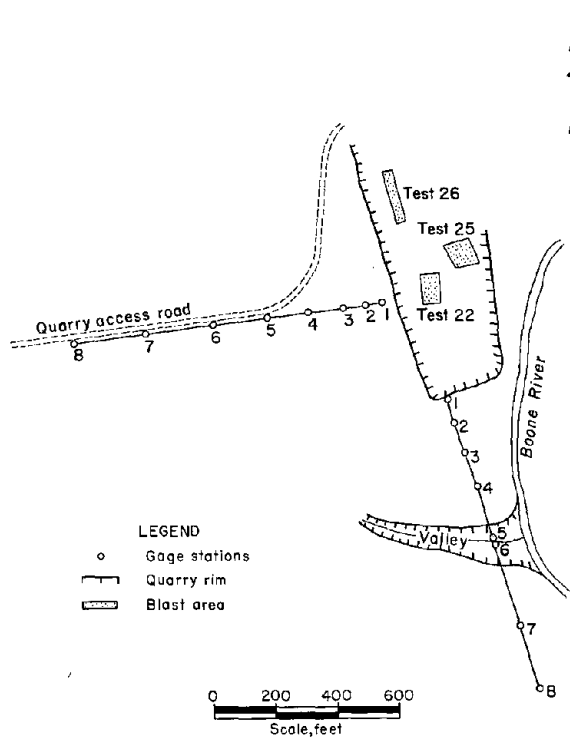 Test 26
Test 25
Test 22
Quarry access road
8 7 6 5 4 3 2 1
Boone River
1
2
3
4
5
Valley
6
7
8
LEGEND
Gage stations
Quarry rim
Blast area
0 200 400 600
Scale, feet